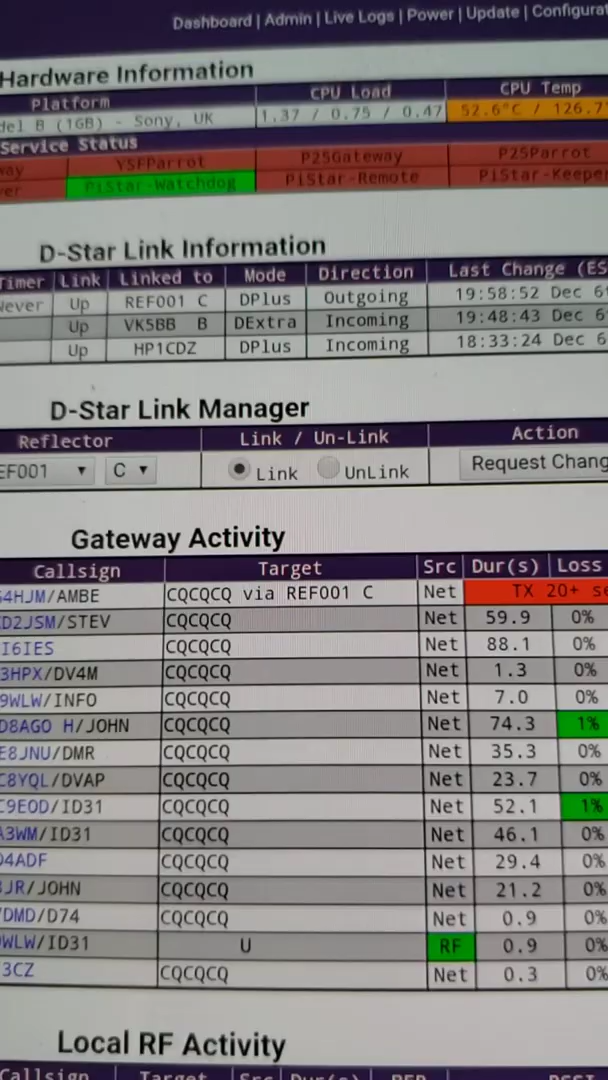 Dashboard | Admin | Live Logs | Power | Update | Configurat
Hardware Information
Platform CPU Load CPU Temp
del B (1GB) - Sony, UK 1.37 / 0.75 / 0.47 52.6°C / 126.7
Service Status
way YSFParrot P25Gateway P25Parrot
ver PiStar-Watchdog PiStar-Remote PiStar-Keeper
D-Star Link Information
Timer Link Linked to Mode Direction Last Change (ES
Never Up REF001 C DPlus Outgoing 19:58:52 Dec 6
Up VK5BB B DExtra Incoming 19:48:43 Dec 6
Up HP1CDZ DPlus Incoming 18:33:24 Dec 6
D-Star Link Manager
Reflector Link / Un-Link Action
EF001 C Link UnLink Request Chang
Gateway Activity
Callsign Target Src Dur(s) Loss
4HJM/AMBE CQCQCQ via REF001 C Net TX 20+ se
D2JSM/STEV CQCQCQ Net 59.9 0%
I6IES CQCQCQ Net 88.1 0%
3HPX/DV4M CQCQCQ Net 1.3 0%
9WLW/INFO CQCQCQ Net 7.0 0%
D8AGO H/JOHN CQCQCQ Net 74.3 1%
E8JNU/DMR CQCQCQ Net 35.3 0%
C8YQL/DVAP CQCQCQ Net 23.7 0%
C9EOD/ID31 CQCQCQ Net 52.1 1%
A3WM/ID31 CQCQCQ Net 46.1 0%
4ADF CQCQCQ Net 29.4 0%
JR/JOHN CQCQCQ Net 21.2 0%
DMD/D74 CQCQCQ Net 0.9 0%
WLW/ID31 U RF 0.9 0%
3CZ CQCQCQ Net 0.3 0%
Local RF Activity
Callsign Target Src Dur(s) BER RSSI